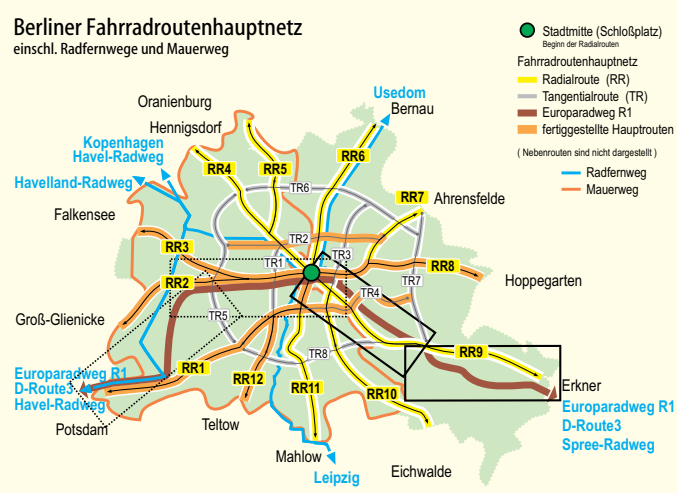 Berliner Fahrradroutenhauptnetz
einschl. Radfernwege und Mauerweg
Stadtmitte (Schloßplatz)
Beginn der Radialrouten
Fahrradroutenhauptnetz
Radialroute (RR)
Tangentialroute (TR)
Europaradweg R1
fertiggestellte Hauptrouten
( Nebenrouten sind nicht dargestellt )
Radfernweg
Mauerweg
Usedom
Bernau
Oranienburg
Hennigsdorf
Kopenhagen
Havel-Radweg
Havelland-Radweg
RR4
RR5
RR6
TR6
RR7
Ahrensfelde
Falkensee
RR3
TR2
TR1
TR3
RR8
Hoppegarten
RR2
TR4
TR7
Groß-Glienicke
TR5
TR8
RR9
Europaradweg R1
D-Route3
Havel-Radweg
RR1
RR12
RR11
RR10
Erkner
Europaradweg R1
D-Route3
Spree-Radweg
Potsdam
Teltow
Mahlow
Leipzig
Eichwalde